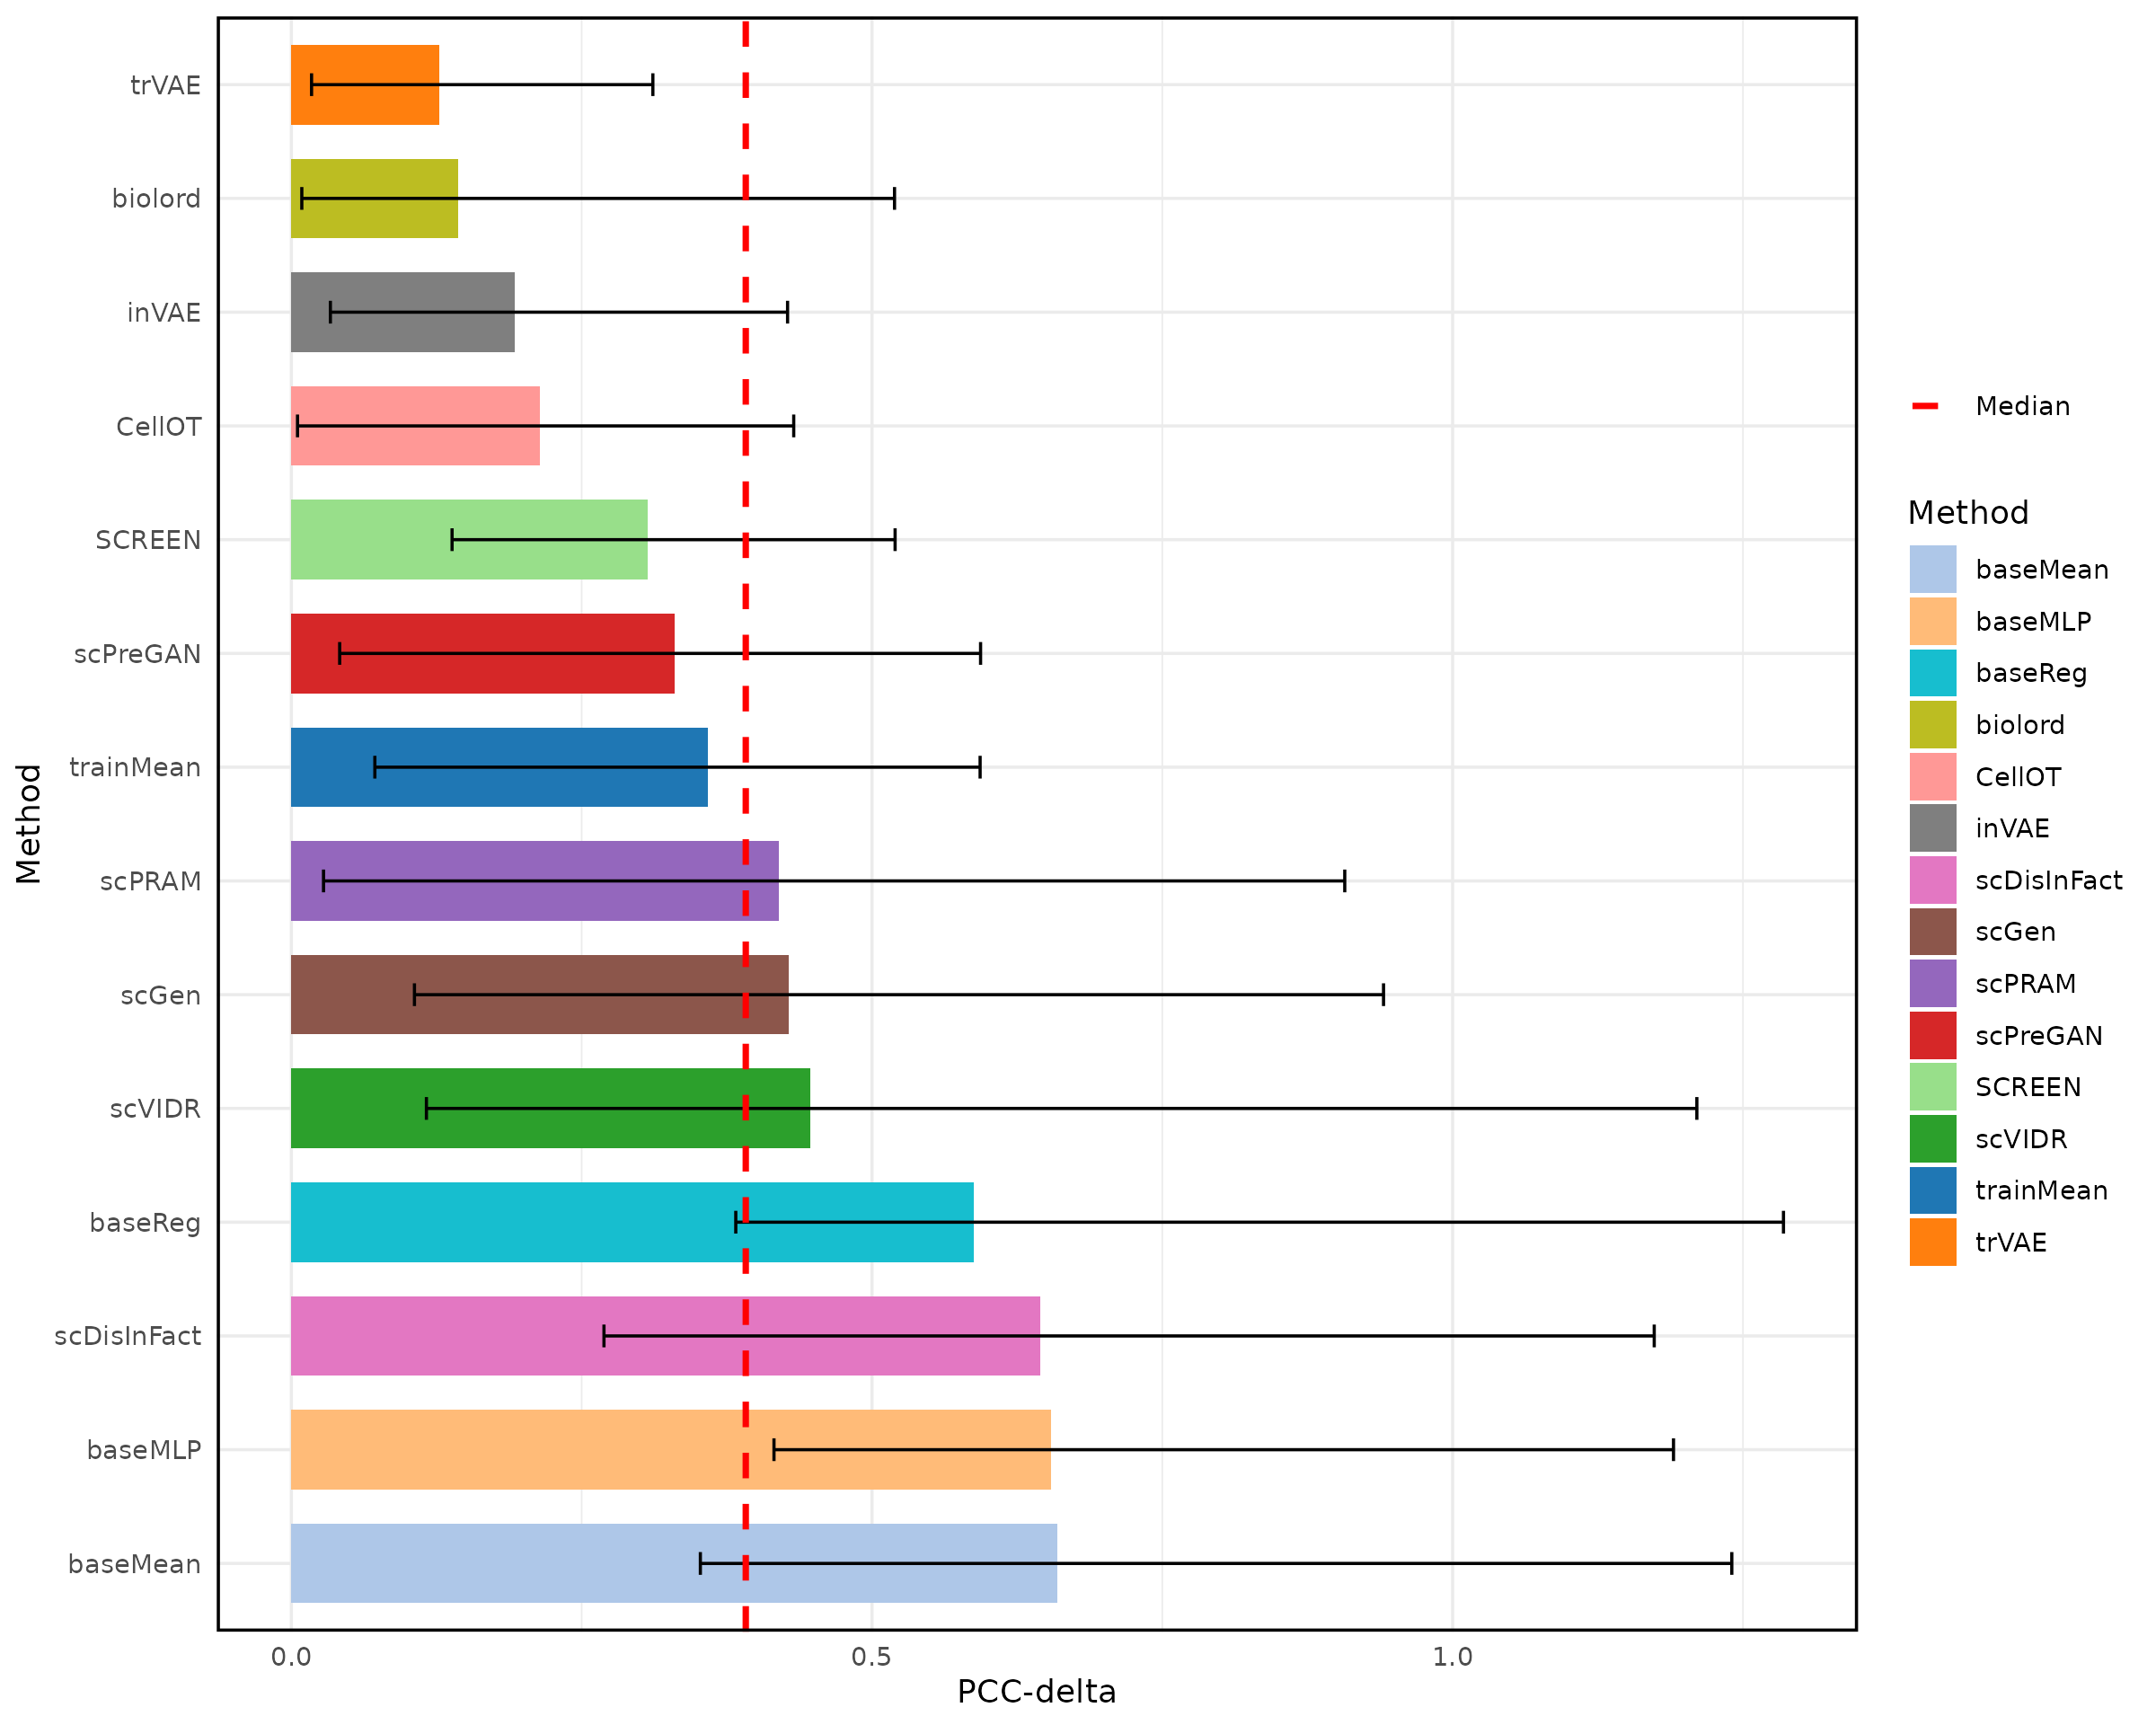 trVAE
biolord
inVAE
CellOT
SCREEN
scPreGAN
trainMean
scPRAM
scGen
scVIDR
baseReg
scDisInFact
baseMLP
baseMean
Method
0.0 0.5 1.0
PCC-delta
Median
Method
baseMean
baseMLP
baseReg
biolord
CellOT
inVAE
scDisInFact
scGen
scPRAM
scPreGAN
SCREEN
scVIDR
trainMean
trVAE